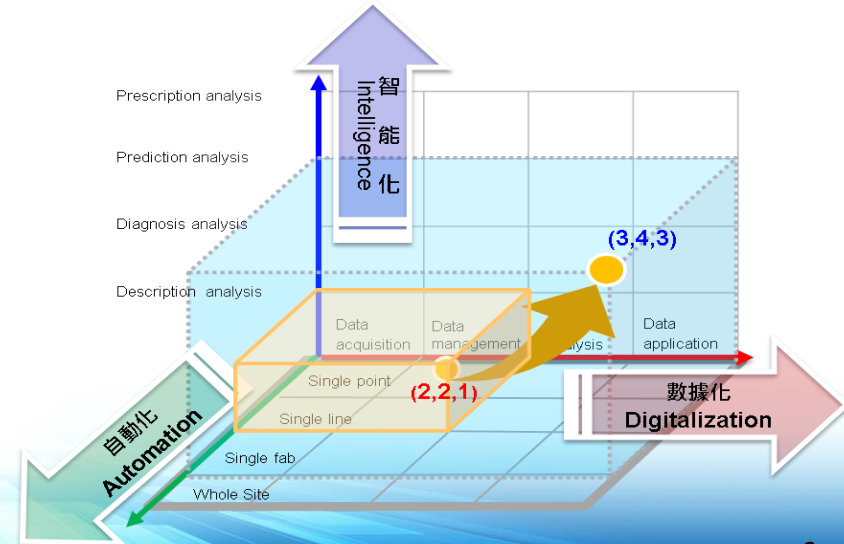 智能化
Intelligence
Prescription analysis
Prediction analysis
Diagnosis analysis
Description analysis
(3,4,3)
Data
acquisition
Data
management
Data
application
Single point
(2,2,1)
Single line
Single fab
Whole Site
自動化
Automation
數據化
Digitalization